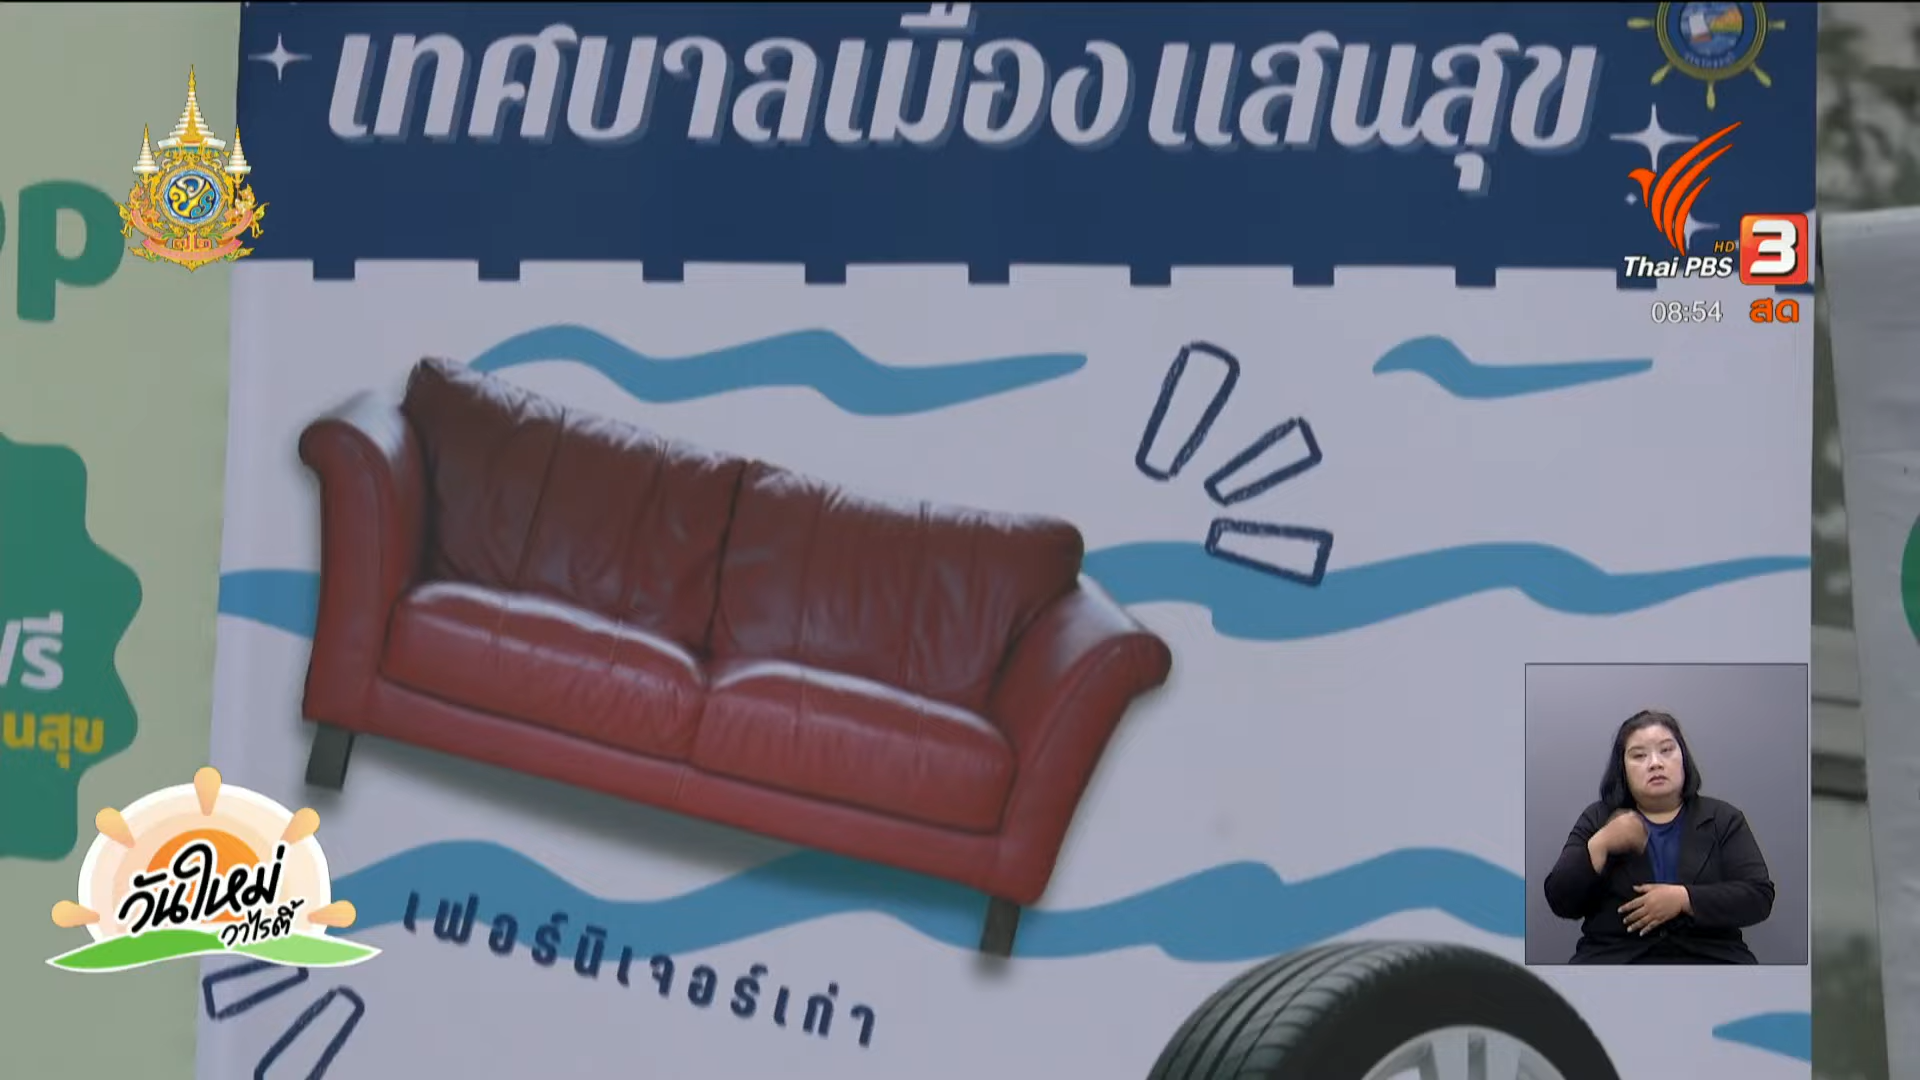 เทศบาลเมืองแสนสุข
HD
Thai PBS 3
08:54 สด
นสุข
วันใหม่
วาไรตี้
เฟอร์นิเจอร์เก่า